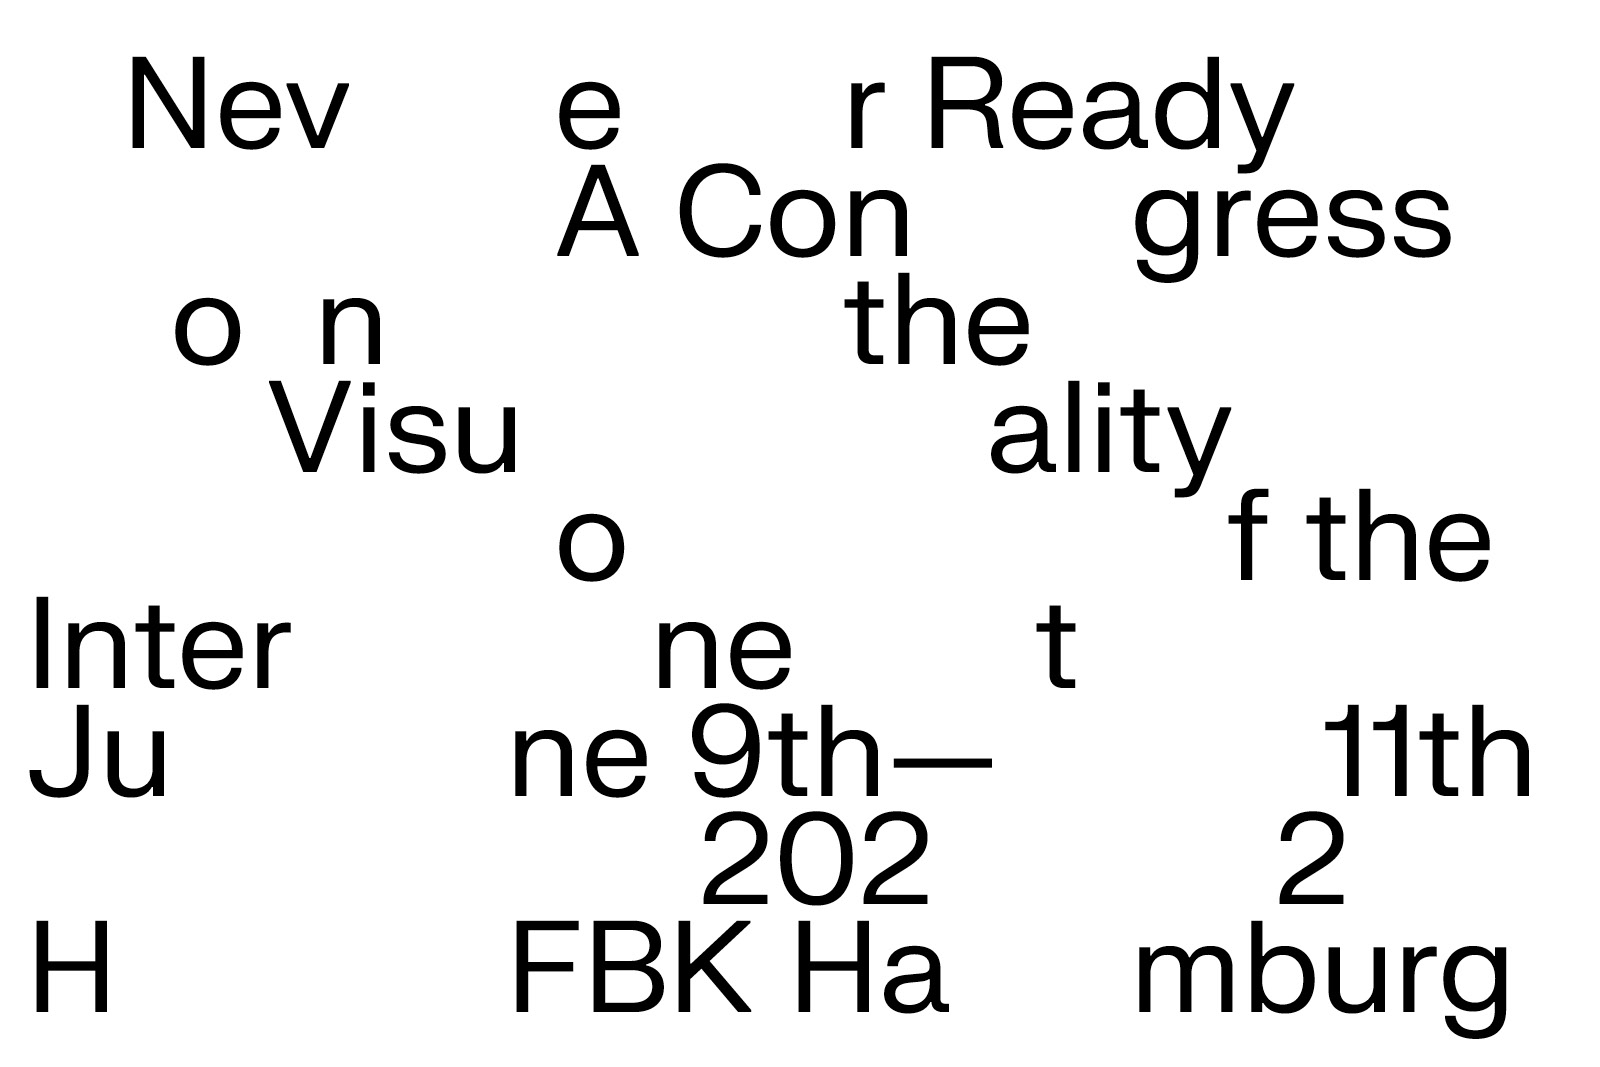 Nev e r Ready
A Con gress
o n the
Visu ality
o f the
Inter ne t
Ju ne 9th— 11th
202 2
H FBK Ha mburg